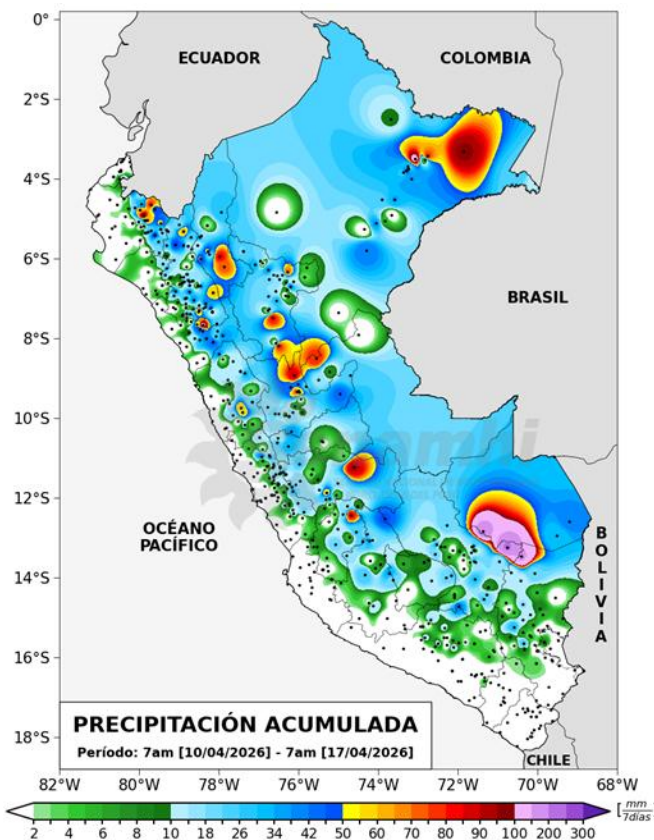 0°
2°S
4°S
6°S
8°S
10°S
12°S
14°S
16°S
18°S
ECUADOR
COLOMBIA
BRASIL
OCÉANO
PACÍFICO
B
O
L
I
V
I
A
CHILE
PRECIPITACIÓN ACUMULADA
Período: 7am [10/04/2026] - 7am [17/04/2026]
82°W 80°W 78°W 76°W 74°W 72°W 70°W 68°W
2 4 6 8 10 18 26 34 42 50 60 70 80 90 100 200 300
[mm/7dias]